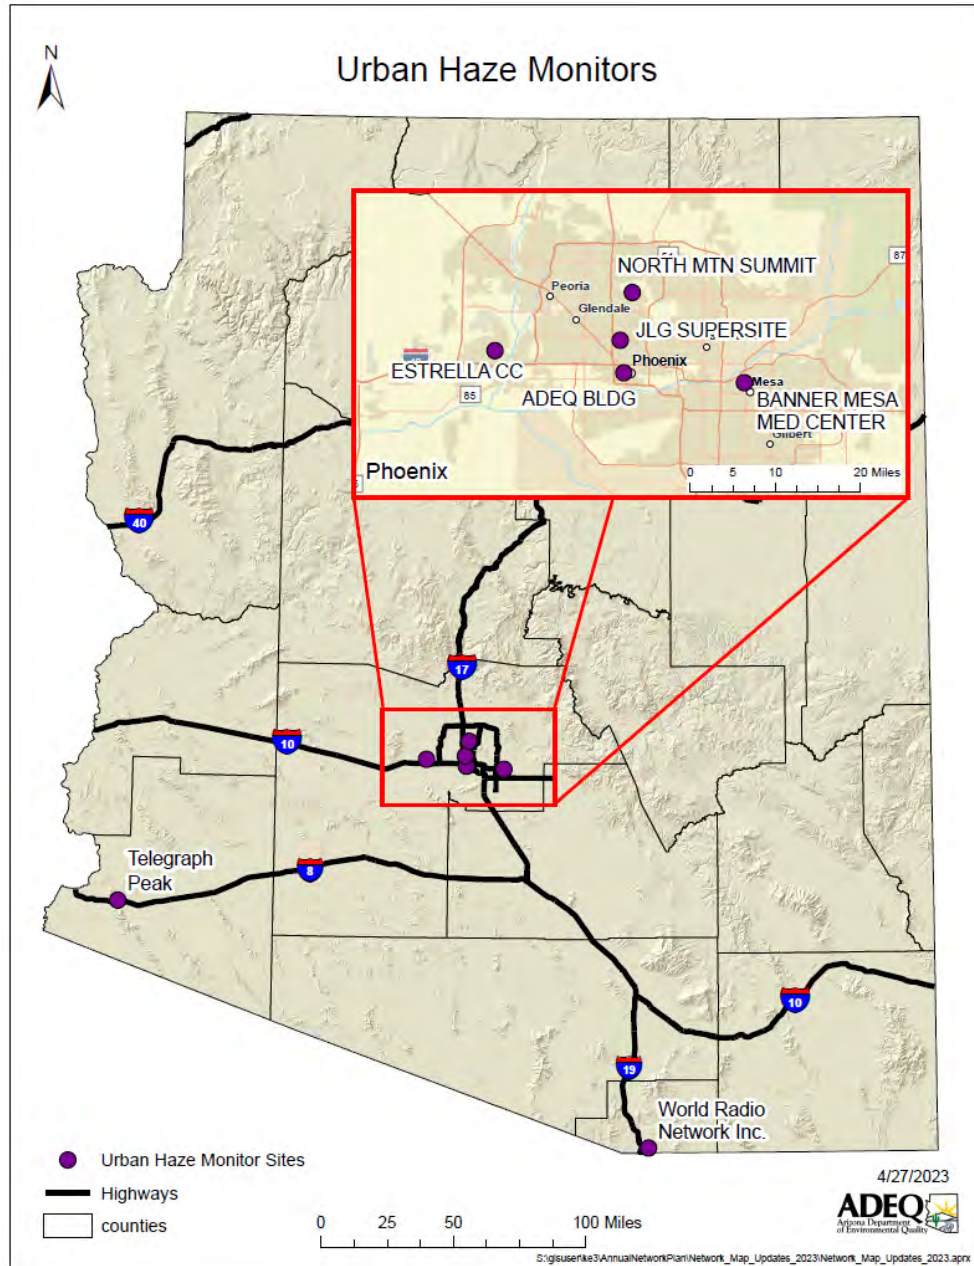 N
Urban Haze Monitors
NORTH MTN SUMMIT
87
Peoria
Glendale
JLG SUPERSITE
ESTRELLA CC
Phoenix
85
ADEQ BLDG
Mesa
BANNER MESA
MED CENTER
Gilbert
Phoenix
0 5 10 20 Miles
40
17
10
Telegraph
Peak
8
10
19
World Radio
Network Inc.
Urban Haze Monitor Sites
Highways
counties
0 25 50 100 Miles
4/27/2023
ADEQ
Arizona Department
of Environmental Quality
S:\gisuser\ke3\AnnualNetworkPlan\Network_Map_Updates_2023\Network_Map_Updates_2023.aprx